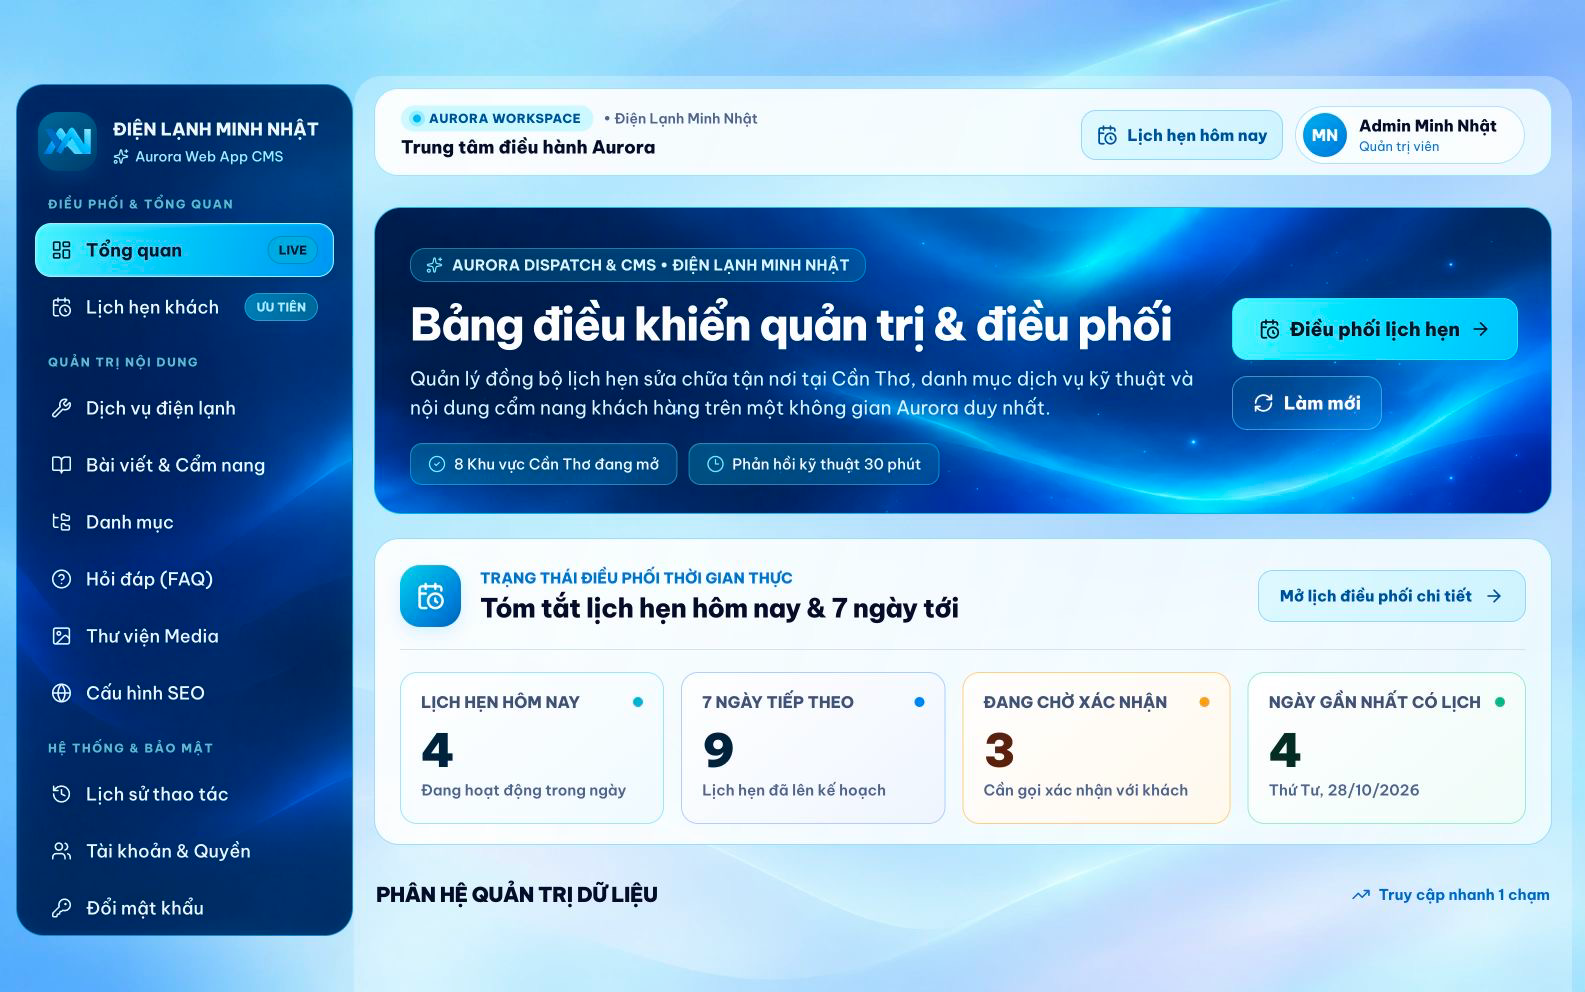 ĐIỆN LẠNH MINH NHẬT
Aurora Web App CMS
ĐIỀU PHỐI & TỔNG QUAN
Tổng quan
LIVE
Lịch hẹn khách
ƯU TIÊN
QUẢN TRỊ NỘI DUNG
Dịch vụ điện lạnh
Bài viết & Cẩm nang
Danh mục
Hỏi đáp (FAQ)
Thư viện Media
Cấu hình SEO
HỆ THỐNG & BẢO MẬT
Lịch sử thao tác
Tài khoản & Quyền
Đổi mật khẩu
AURORA WORKSPACE
• Điện Lạnh Minh Nhật
Trung tâm điều hành Aurora
Lịch hẹn hôm nay
MN
Admin Minh Nhật
Quản trị viên
AURORA DISPATCH & CMS • ĐIỆN LẠNH MINH NHẬT
Bảng điều khiển quản trị & điều phối
Quản lý đồng bộ lịch hẹn sửa chữa tận nơi tại Cần Thơ, danh mục dịch vụ kỹ thuật và
nội dung cẩm nang khách hàng trên một không gian Aurora duy nhất.
8 Khu vực Cần Thơ đang mở
Phản hồi kỹ thuật 30 phút
Điều phối lịch hẹn
Làm mới
TRẠNG THÁI ĐIỀU PHỐI THỜI GIAN THỰC
Tóm tắt lịch hẹn hôm nay & 7 ngày tới
Mở lịch điều phối chi tiết
LỊCH HẸN HÔM NAY
4
Đang hoạt động trong ngày
7 NGÀY TIẾP THEO
9
Lịch hẹn đã lên kế hoạch
ĐANG CHỜ XÁC NHẬN
3
Cần gọi xác nhận với khách
NGÀY GẦN NHẤT CÓ LỊCH
4
Thứ Tư, 28/10/2026
PHÂN HỆ QUẢN TRỊ DỮ LIỆU
Truy cập nhanh 1 chạm